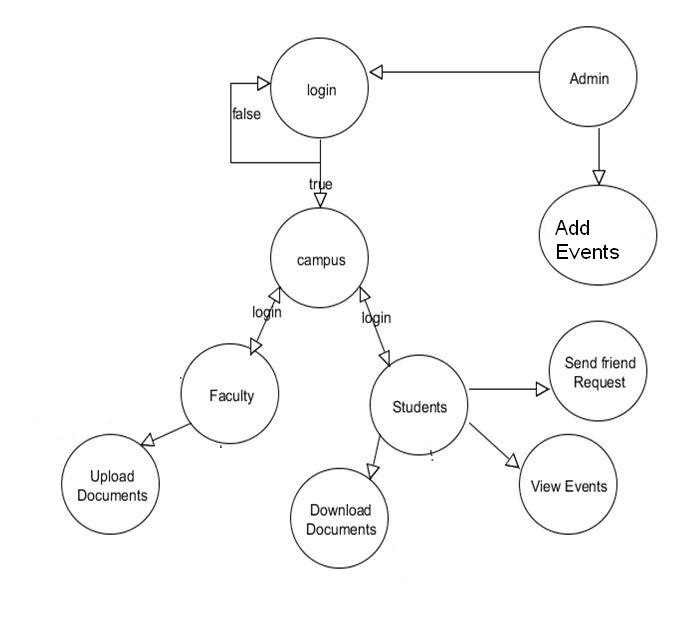 login
Admin
false
true
Add
Events
campus
login
login
Send friend
Request
Faculty
Students
Upload
Documents
View Events
Download
Documents